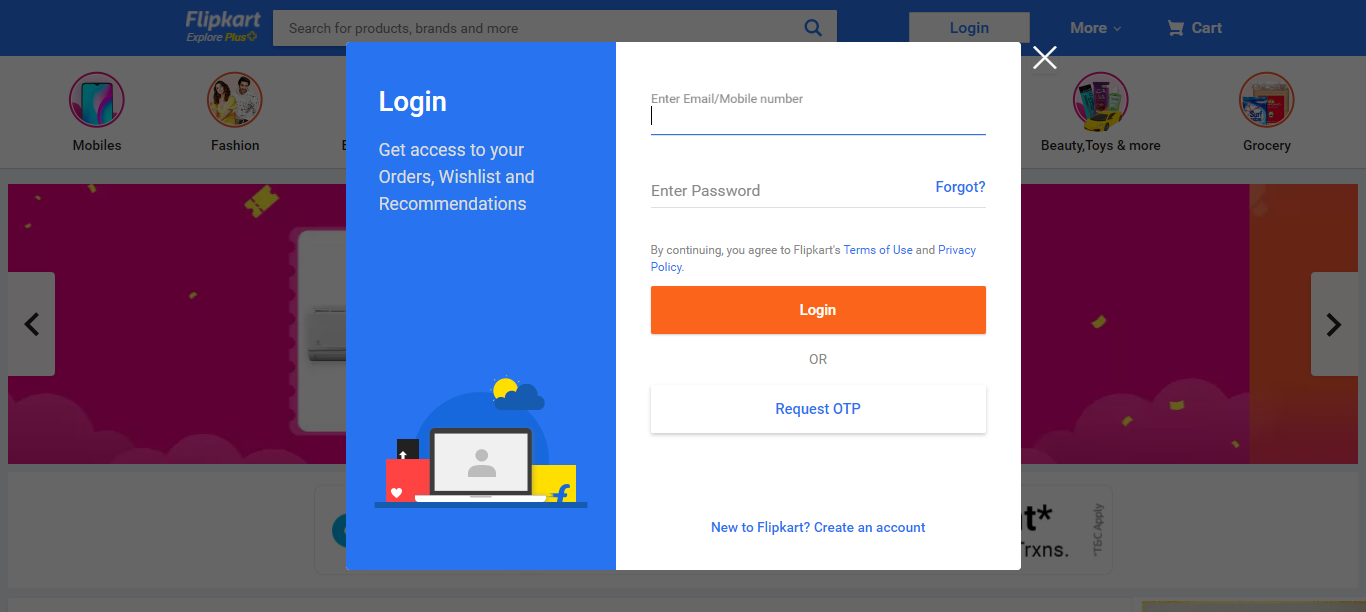 Flipkart
Explore Plus
Search for products, brands and more
Login
More
Cart
Mobiles
Fashion
Beauty,Toys & more
Grocery
Login
Get access to your
Orders, Wishlist and
Recommendations
Enter Email/Mobile number
Enter Password
Forgot?
By continuing, you agree to Flipkart's Terms of Use and Privacy
Policy.
Login
OR
Request OTP
New to Flipkart? Create an account
*T&C Apply